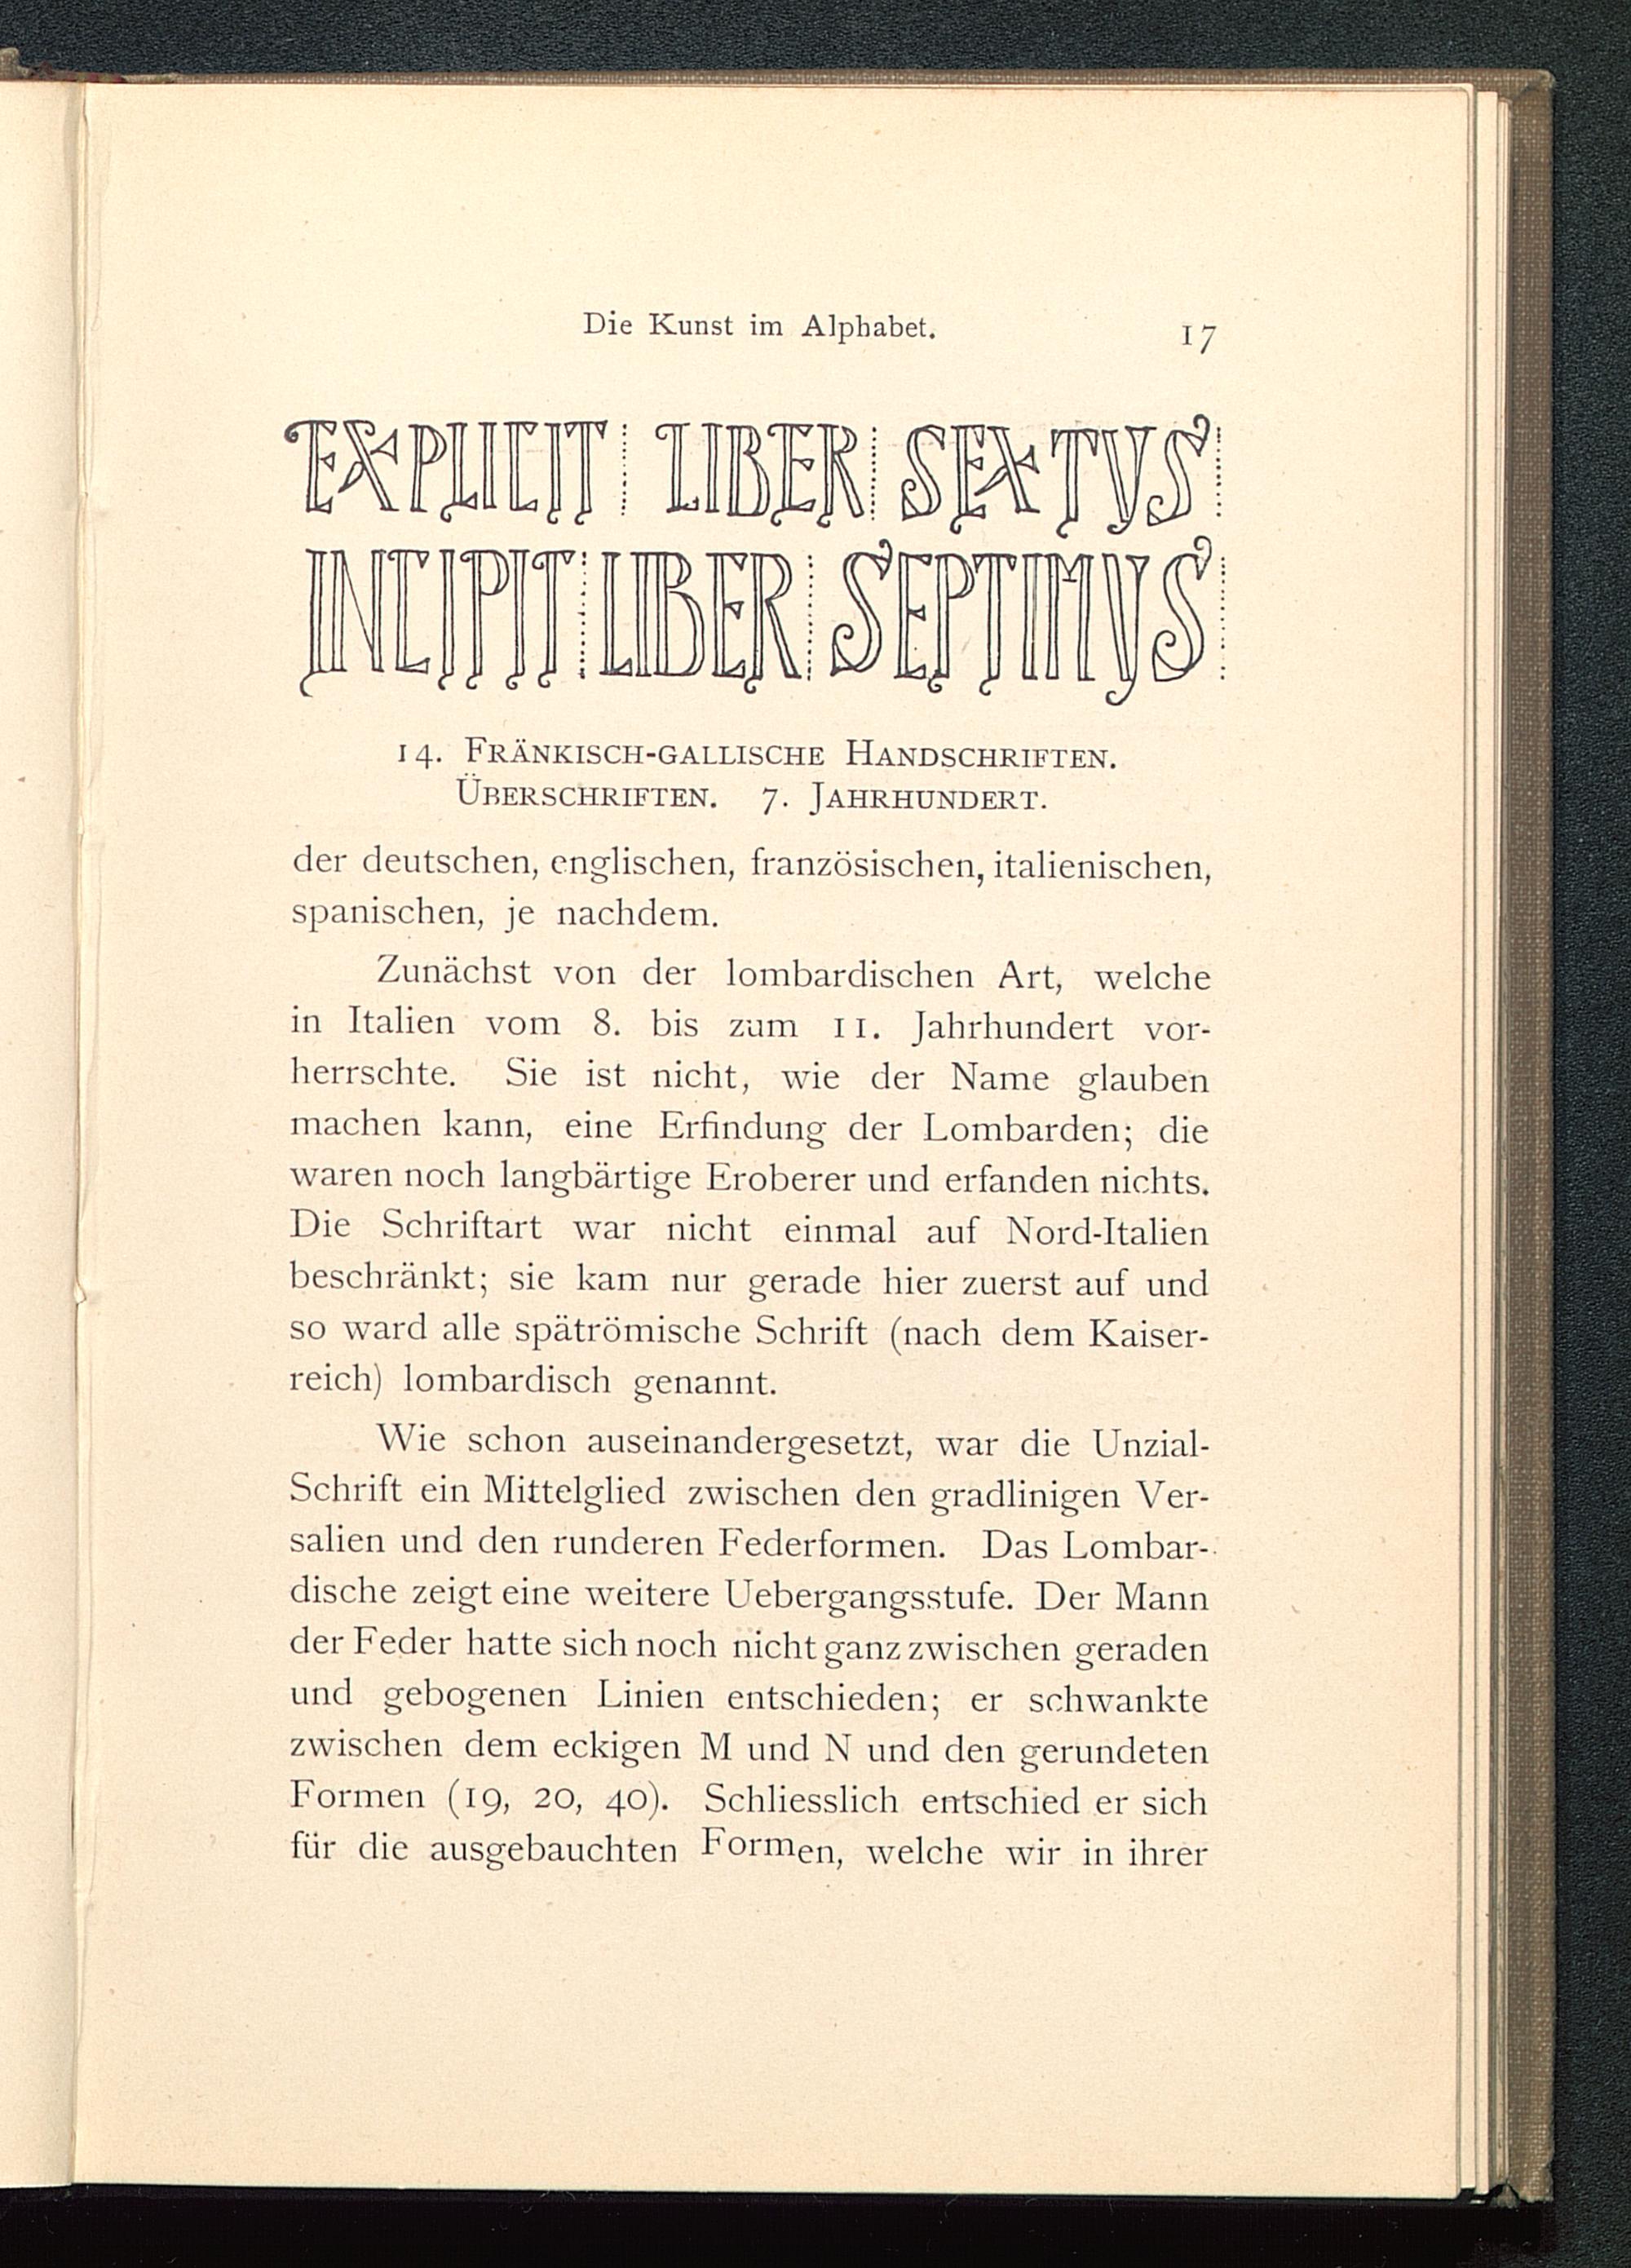 Die Kunst im Alphabet. 17
EXPLICIT LIBER SEXTVS
INCIPIT LIBER SEPTIMVS
14. FRÄNKISCH-GALLISCHE HANDSCHRIFTEN.
ÜBERSCHRIFTEN. 7. JAHRHUNDERT.
der deutschen, englischen, französischen, italienischen,
spanischen, je nachdem.
Zunächst von der lombardischen Art, welche
in Italien vom 8. bis zum 11. Jahrhundert vor-
herrschte. Sie ist nicht, wie der Name glauben
machen kann, eine Erfindung der Lombarden; die
waren noch langbärtige Eroberer und erfanden nichts.
Die Schriftart war nicht einmal auf Nord-Italien
beschränkt; sie kam nur gerade hier zuerst auf und
so ward alle spätrömische Schrift (nach dem Kaiser-
reich) lombardisch genannt.
Wie schon auseinandergesetzt, war die Unzial-
Schrift ein Mittelglied zwischen den gradlinigen Ver-
salien und den runderen Federformen. Das Lombar-
dische zeigt eine weitere Uebergangsstufe. Der Mann
der Feder hatte sich noch nicht ganz zwischen geraden
und gebogenen Linien entschieden; er schwankte
zwischen dem eckigen M und N und den gerundeten
Formen (19, 20, 40). Schliesslich entschied er sich
für die ausgebauchten Formen, welche wir in ihrer